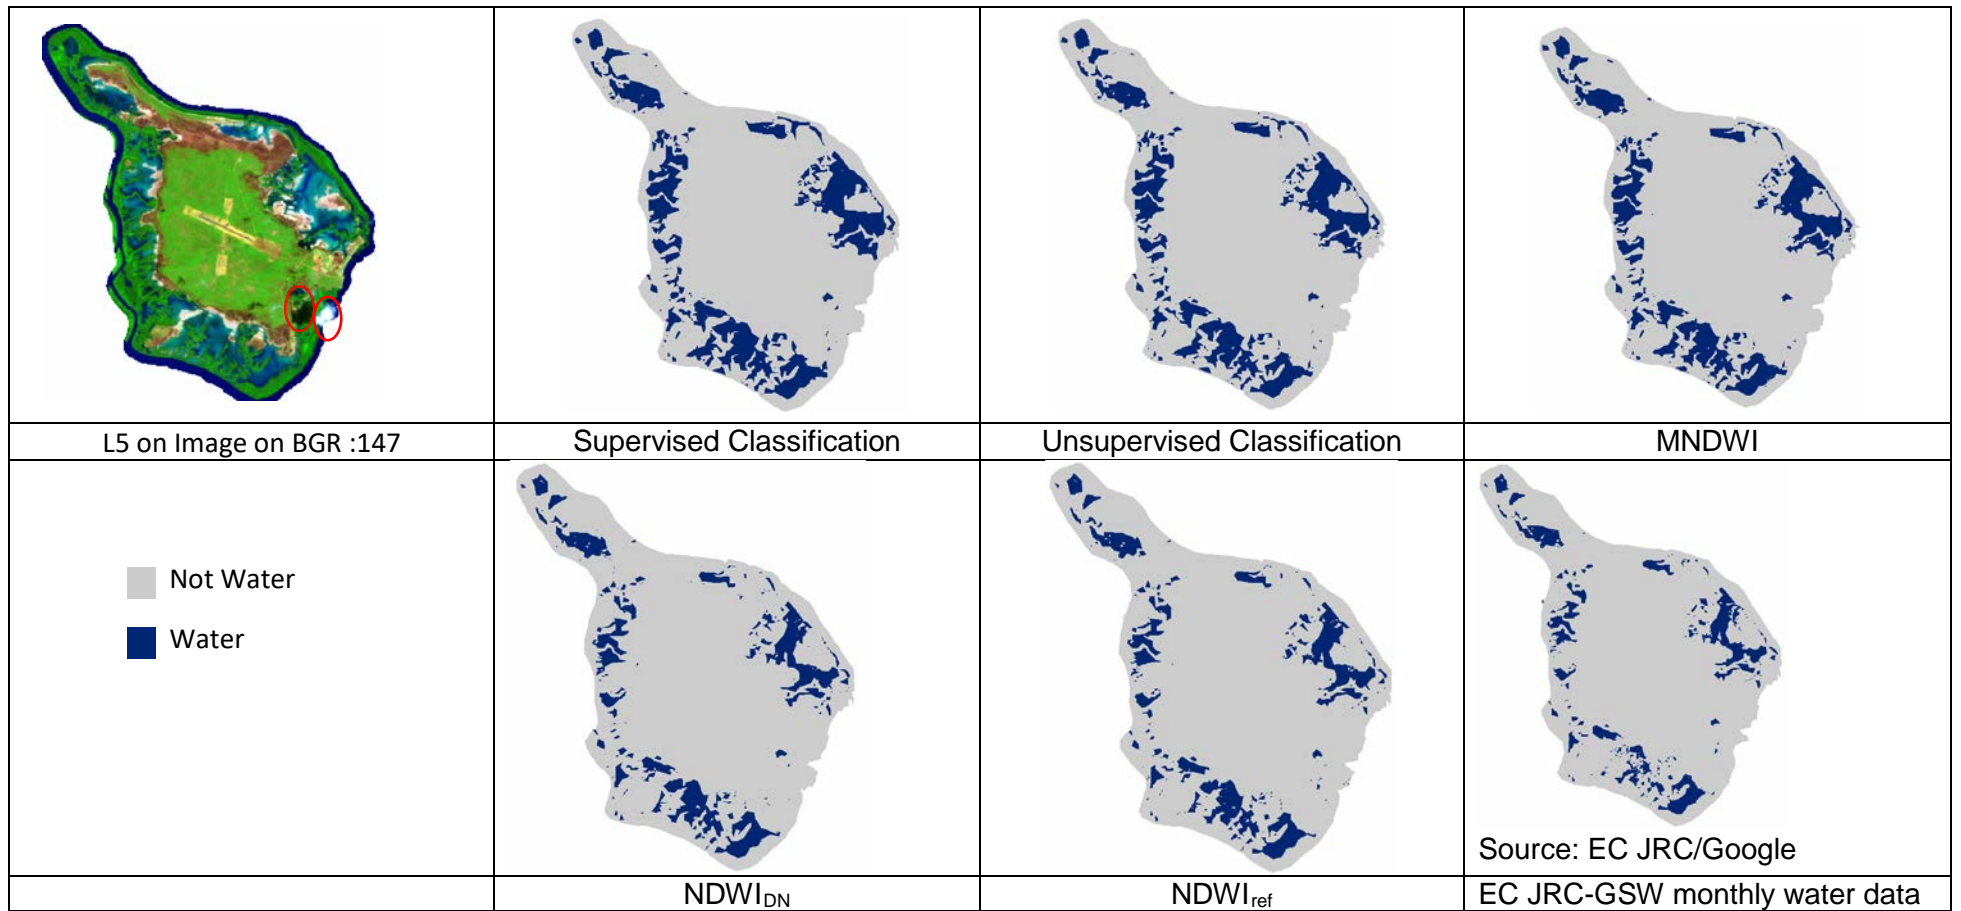 L5 on Image on BGR :147
Supervised Classification
Unsupervised Classification
MNDWI
Not Water
Water
Source: EC JRC/Google
NDWIDN
NDWIref
EC JRC-GSW monthly water data